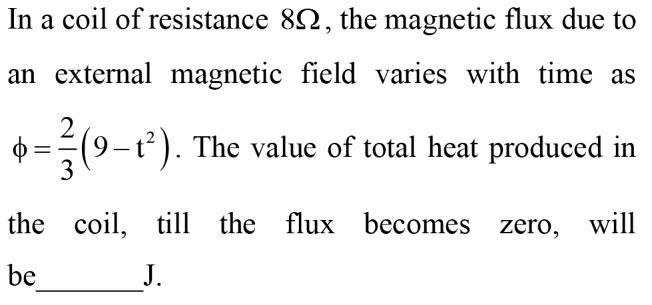 In a coil of resistance 8Ω, the magnetic flux due to
an external magnetic field varies with time as
ϕ = 2/3 (9 – t²). The value of total heat produced in
the coil, till the flux becomes zero, will
be________J.